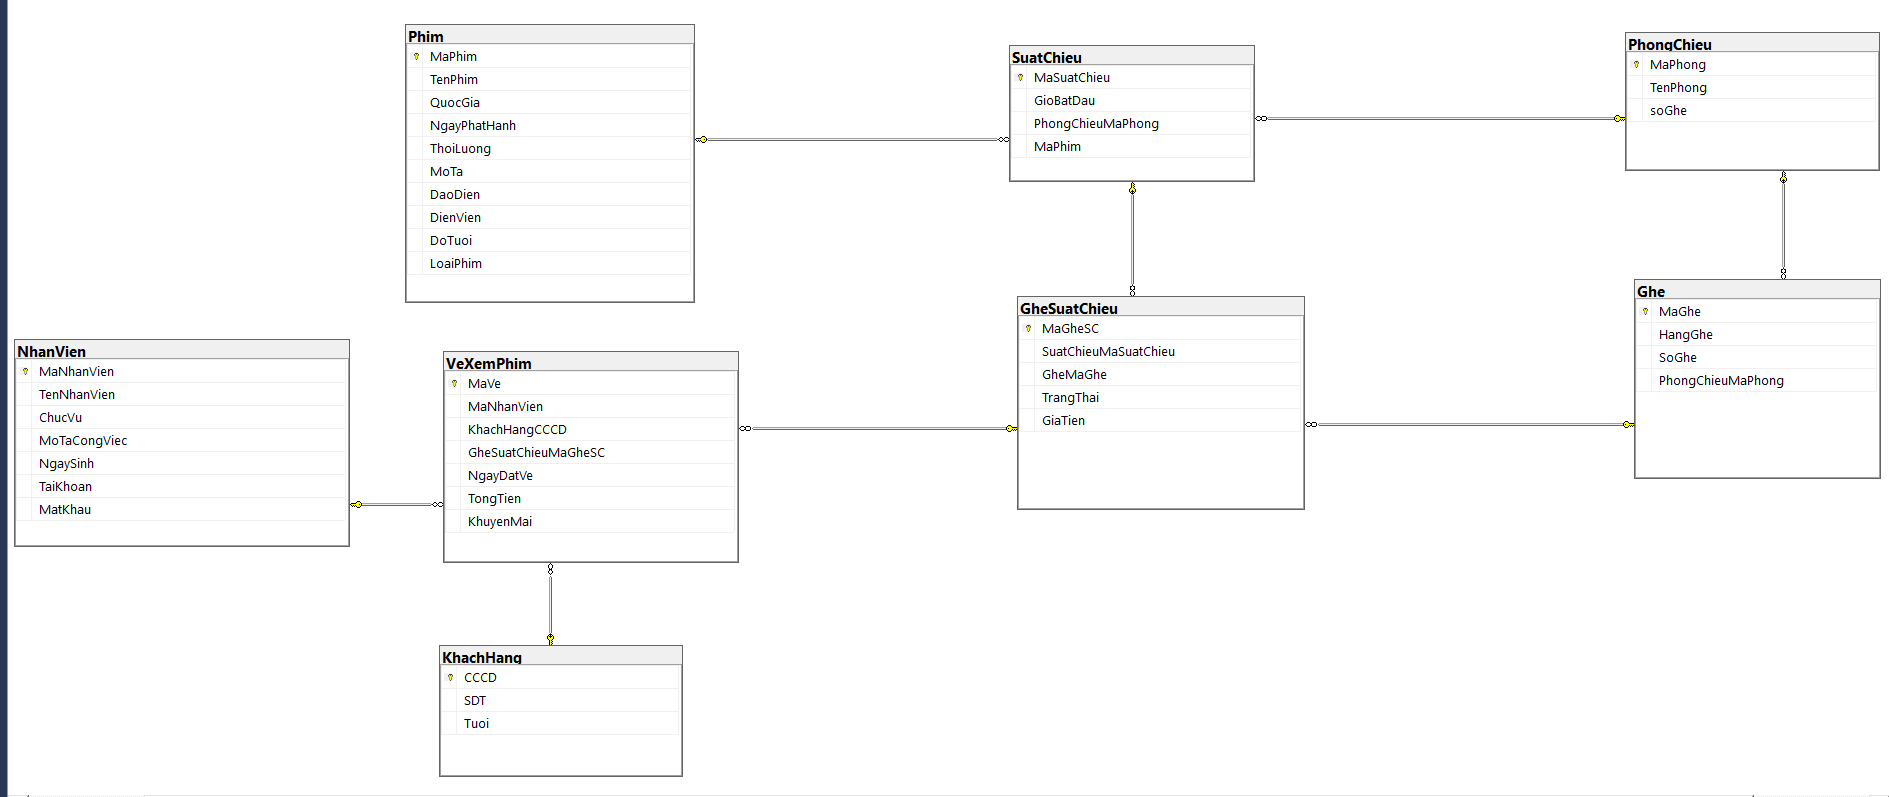 Phim
MaPhim
TenPhim
QuocGia
NgayPhatHanh
ThoiLuong
MoTa
DaoDien
DienVien
DoTuoi
LoaiPhim
SuatChieu
MaSuatChieu
GioBatDau
PhongChieuMaPhong
MaPhim
PhongChieu
MaPhong
TenPhong
soGhe
NhanVien
MaNhanVien
TenNhanVien
ChucVu
MoTaCongViec
NgaySinh
TaiKhoan
MatKhau
VeXemPhim
MaVe
MaNhanVien
KhachHangCCCD
GheSuatChieuMaGheSC
NgayDatVe
TongTien
KhuyenMai
GheSuatChieu
MaGheSC
SuatChieuMaSuatChieu
GheMaGhe
TrangThai
GiaTien
Ghe
MaGhe
HangGhe
SoGhe
PhongChieuMaPhong
KhachHang
CCCD
SDT
Tuoi